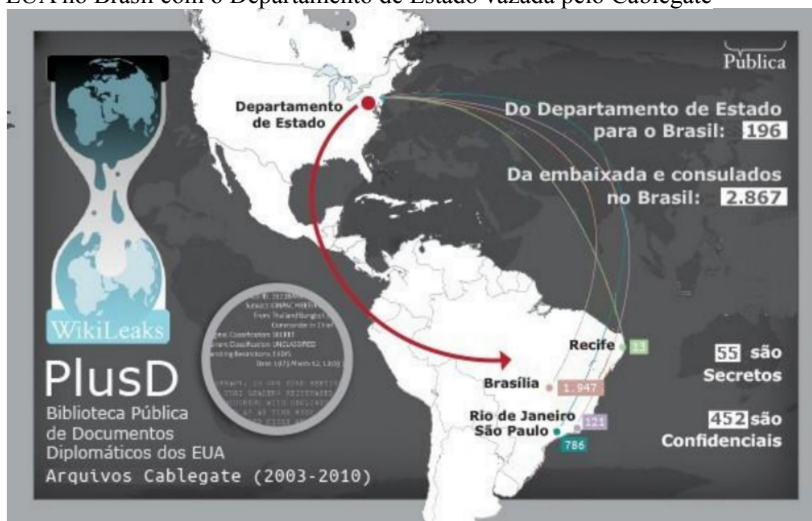 EUA no Brasil com o Departamento de Estado vazada pelo Cablegate
Pública
Departamento
de Estado
Do Departamento de Estado
para o Brasil: 196
Da embaixada e consulados
no Brasil: 2.867
WikiLeaks
PlusD
Biblioteca Pública
de Documentos
Diplomáticos dos EUA
Arquivos Cablegate (2003-2010)
Recife 13
Brasília 1.947
Rio de Janeiro 121
São Paulo 786
55 são
Secretos
452 são
Confidenciais